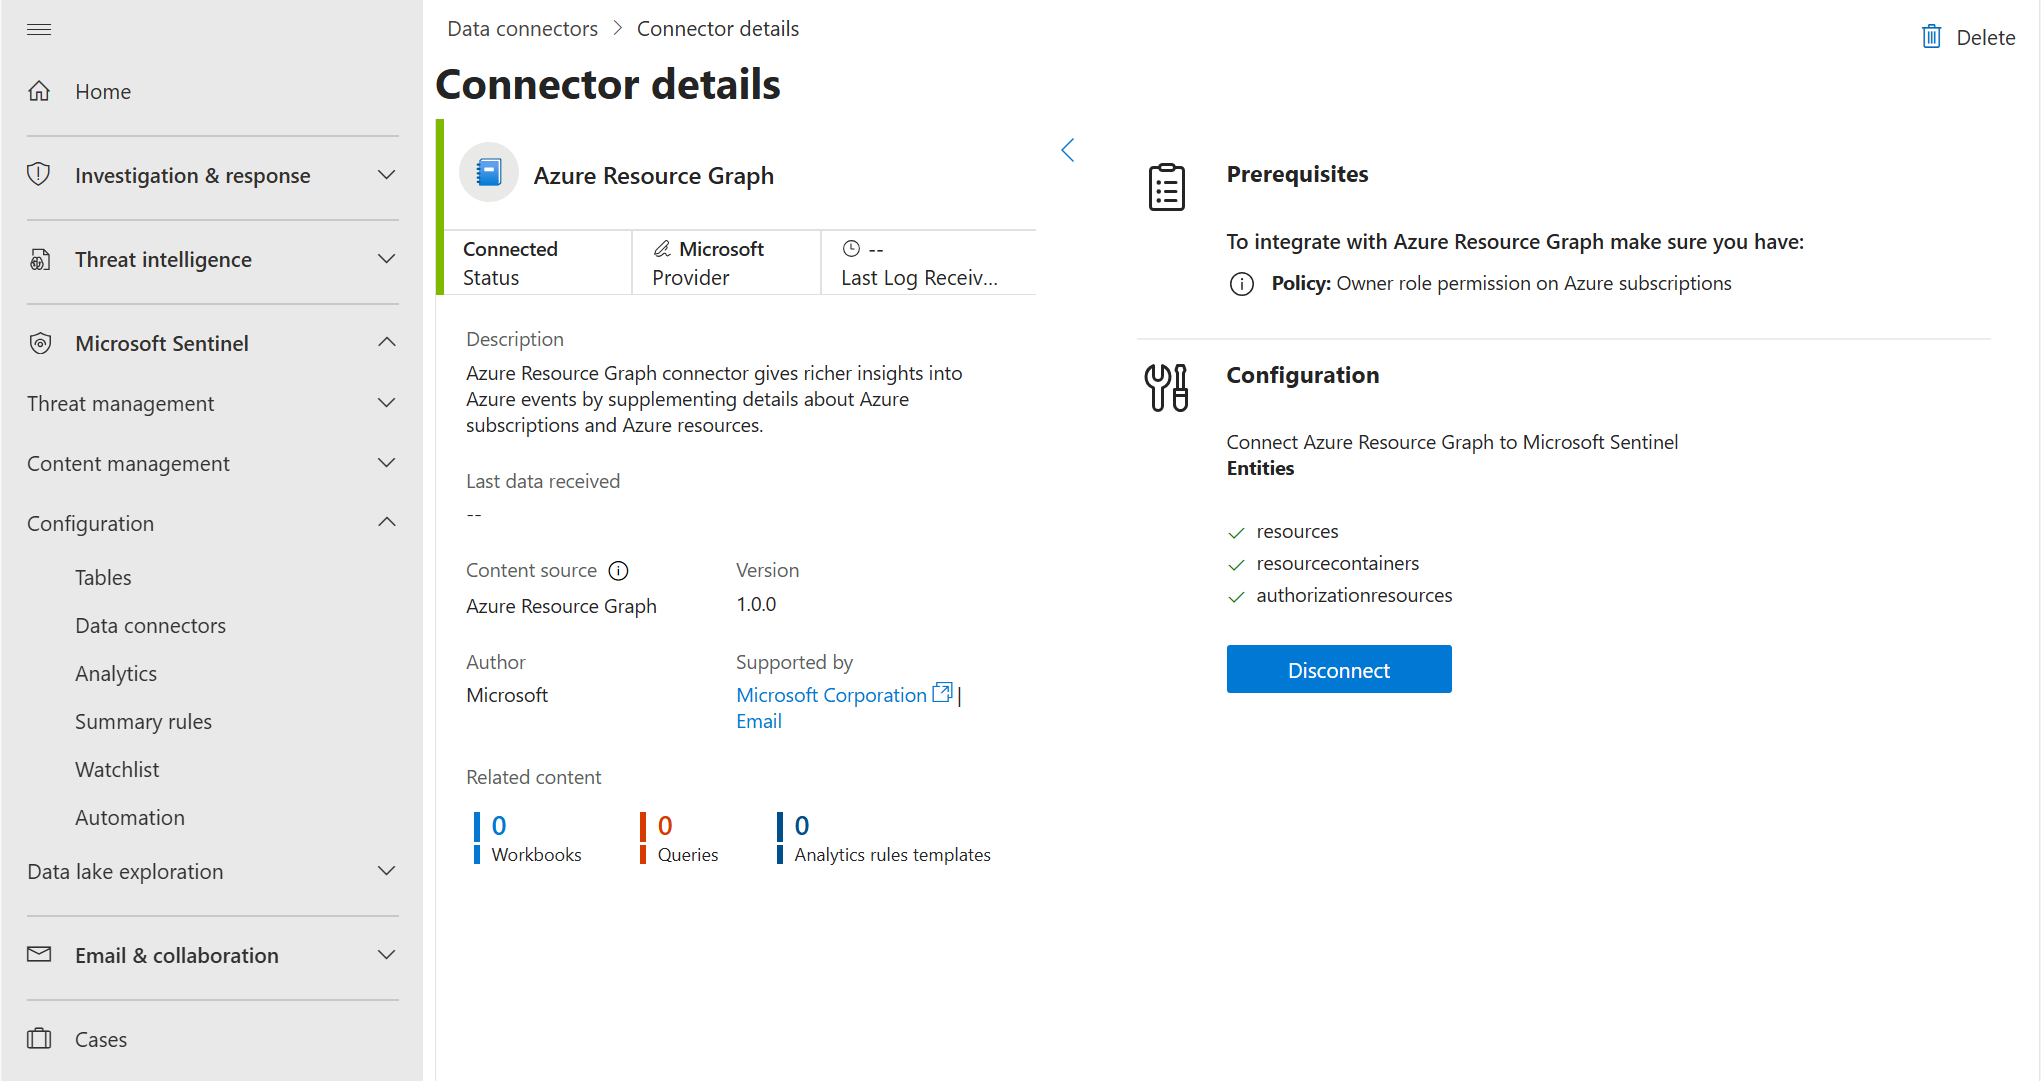 Home
Investigation & response
Threat intelligence
Microsoft Sentinel
Threat management
Content management
Configuration
Tables
Data connectors
Analytics
Summary rules
Watchlist
Automation
Data lake exploration
Email & collaboration
Cases
Data connectors > Connector details
Delete
Connector details
Azure Resource Graph
Connected
Status
Microsoft
Provider
--
Last Log Receiv...
Description
Azure Resource Graph connector gives richer insights into
Azure events by supplementing details about Azure
subscriptions and Azure resources.
Last data received
--
Content source
Azure Resource Graph
Version
1.0.0
Author
Microsoft
Supported by
Microsoft Corporation |
Email
Related content
0
Workbooks
0
Queries
0
Analytics rules templates
Prerequisites
To integrate with Azure Resource Graph make sure you have:
Policy: Owner role permission on Azure subscriptions
Configuration
Connect Azure Resource Graph to Microsoft Sentinel
Entities
resources
resourcecontainers
authorizationresources
Disconnect